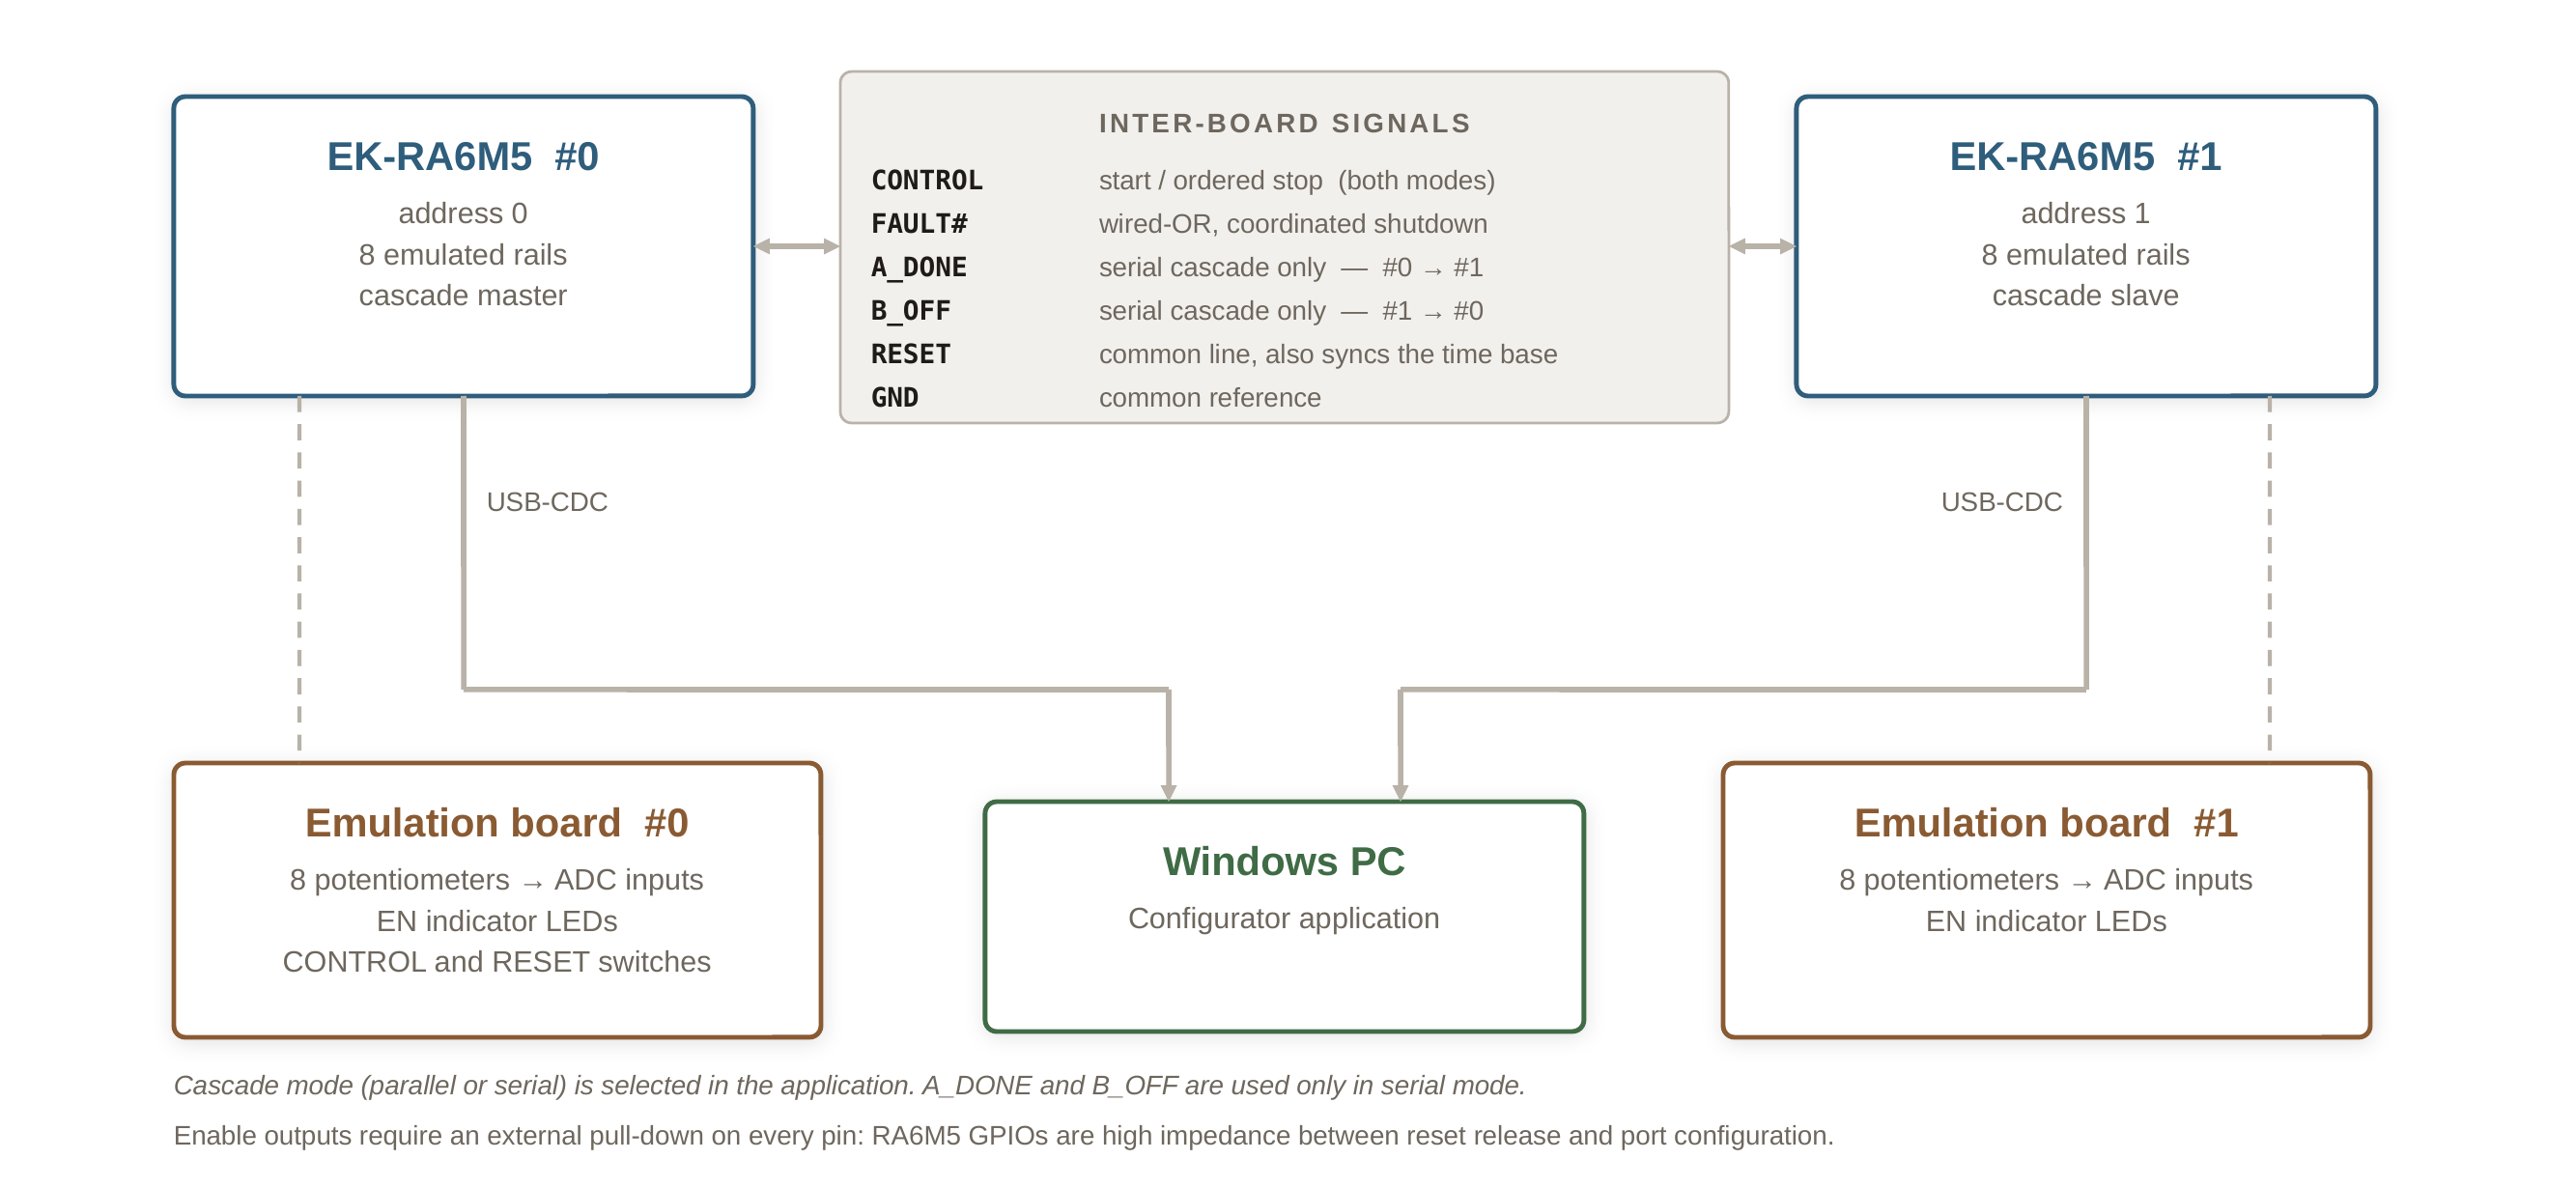 EK-RA6M5 #0
address 0
8 emulated rails
cascade master
INTER-BOARD SIGNALS
CONTROL start / ordered stop (both modes)
FAULT# wired-OR, coordinated shutdown
A_DONE serial cascade only — #0 → #1
B_OFF serial cascade only — #1 → #0
RESET common line, also syncs the time base
GND common reference
EK-RA6M5 #1
address 1
8 emulated rails
cascade slave
USB-CDC
USB-CDC
Emulation board #0
8 potentiometers → ADC inputs
EN indicator LEDs
CONTROL and RESET switches
Windows PC
Configurator application
Emulation board #1
8 potentiometers → ADC inputs
EN indicator LEDs
Cascade mode (parallel or serial) is selected in the application. A_DONE and B_OFF are used only in serial mode.
Enable outputs require an external pull-down on every pin: RA6M5 GPIOs are high impedance between reset release and port configuration.